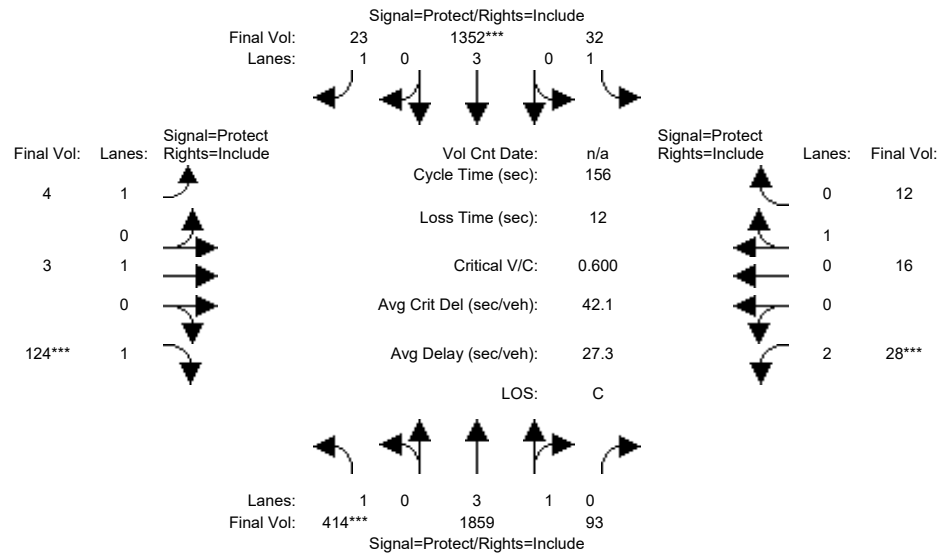 Signal=Protect/Rights=Include
Final Vol: 23 1352*** 32
Lanes: 1 0 3 0 1
Signal=Protect Signal=Protect
Final Vol: Lanes: Rights=Include Vol Cnt Date: n/a Rights=Include Lanes: Final Vol:
Cycle Time (sec): 156
4 1 0 12
Loss Time (sec): 12
0 1
3 1 Critical V/C: 0.600 0 16
0 Avg Crit Del (sec/veh): 42.1 0
124*** 1 Avg Delay (sec/veh): 27.3 2 28***
LOS: C
Lanes: 1 0 3 1 0
Final Vol: 414*** 1859 93
Signal=Protect/Rights=Include